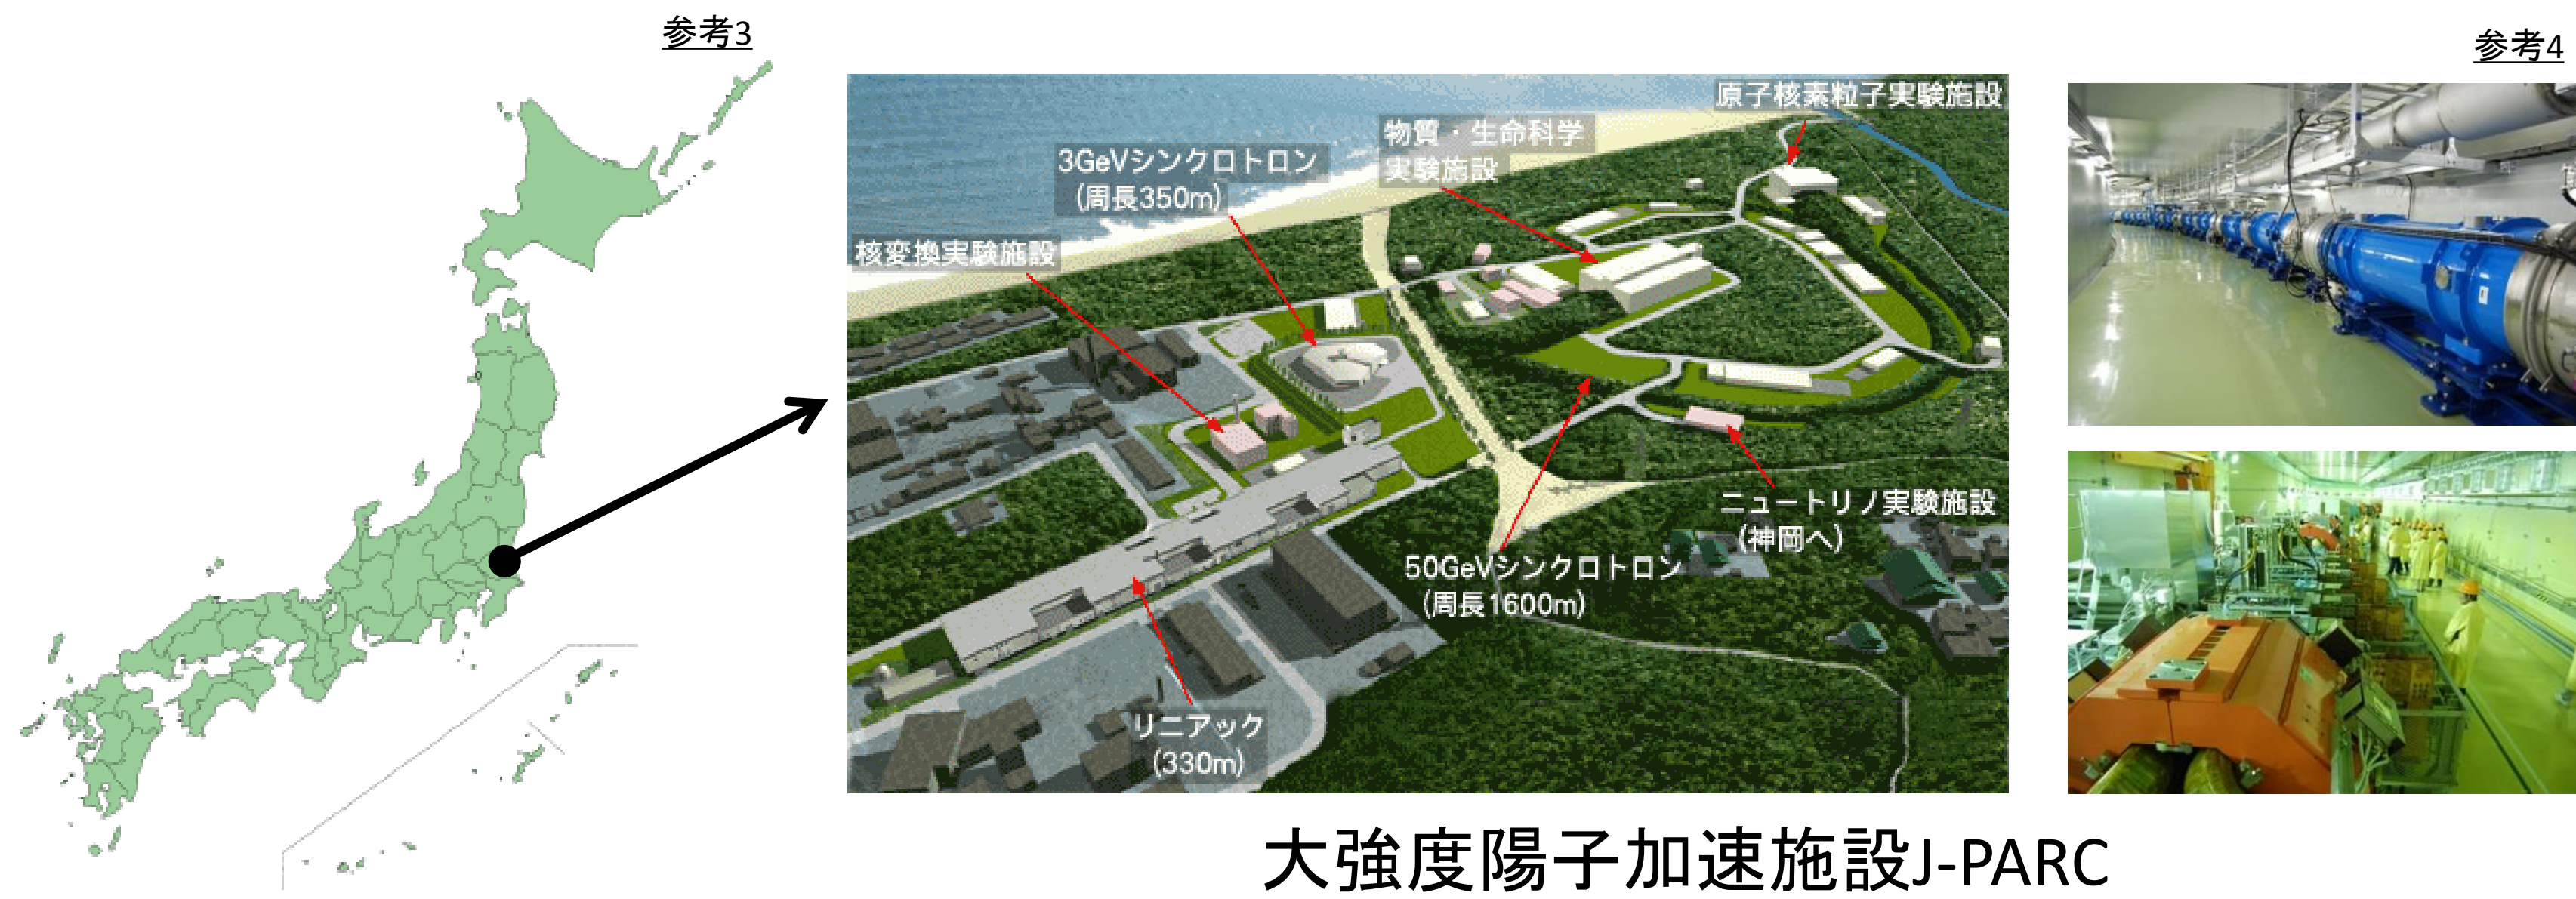 参考3
参考4
原子核素粒子実験施設
物質・生命科学
実験施設
3GeVシンクロトロン
(周長350m)
核変換実験施設
ニュートリノ実験施設
(神岡へ)
50GeVシンクロトロン
(周長1600m)
リニアック
(330m)
大強度陽子加速施設J-PARC